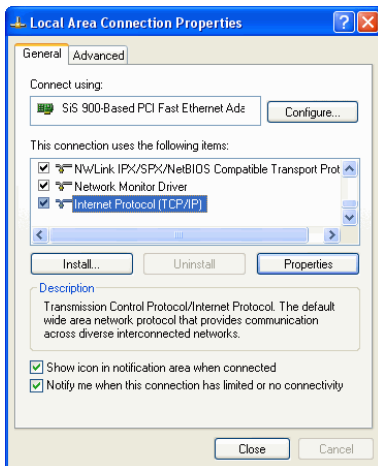 Local Area Connection Properties
General Advanced
Connect using:
SiS 900-Based PCI Fast Ethernet Ada
Configure...
This connection uses the following items:
NWLink IPX/SPX/NetBIOS Compatible Transport Prot
Network Monitor Driver
Internet Protocol (TCP/IP)
Install... Uninstall Properties
Description
Transmission Control Protocol/Internet Protocol. The default
wide area network protocol that provides communication
across diverse interconnected networks.
Show icon in notification area when connected
Notify me when this connection has limited or no connectivity
Close Cancel